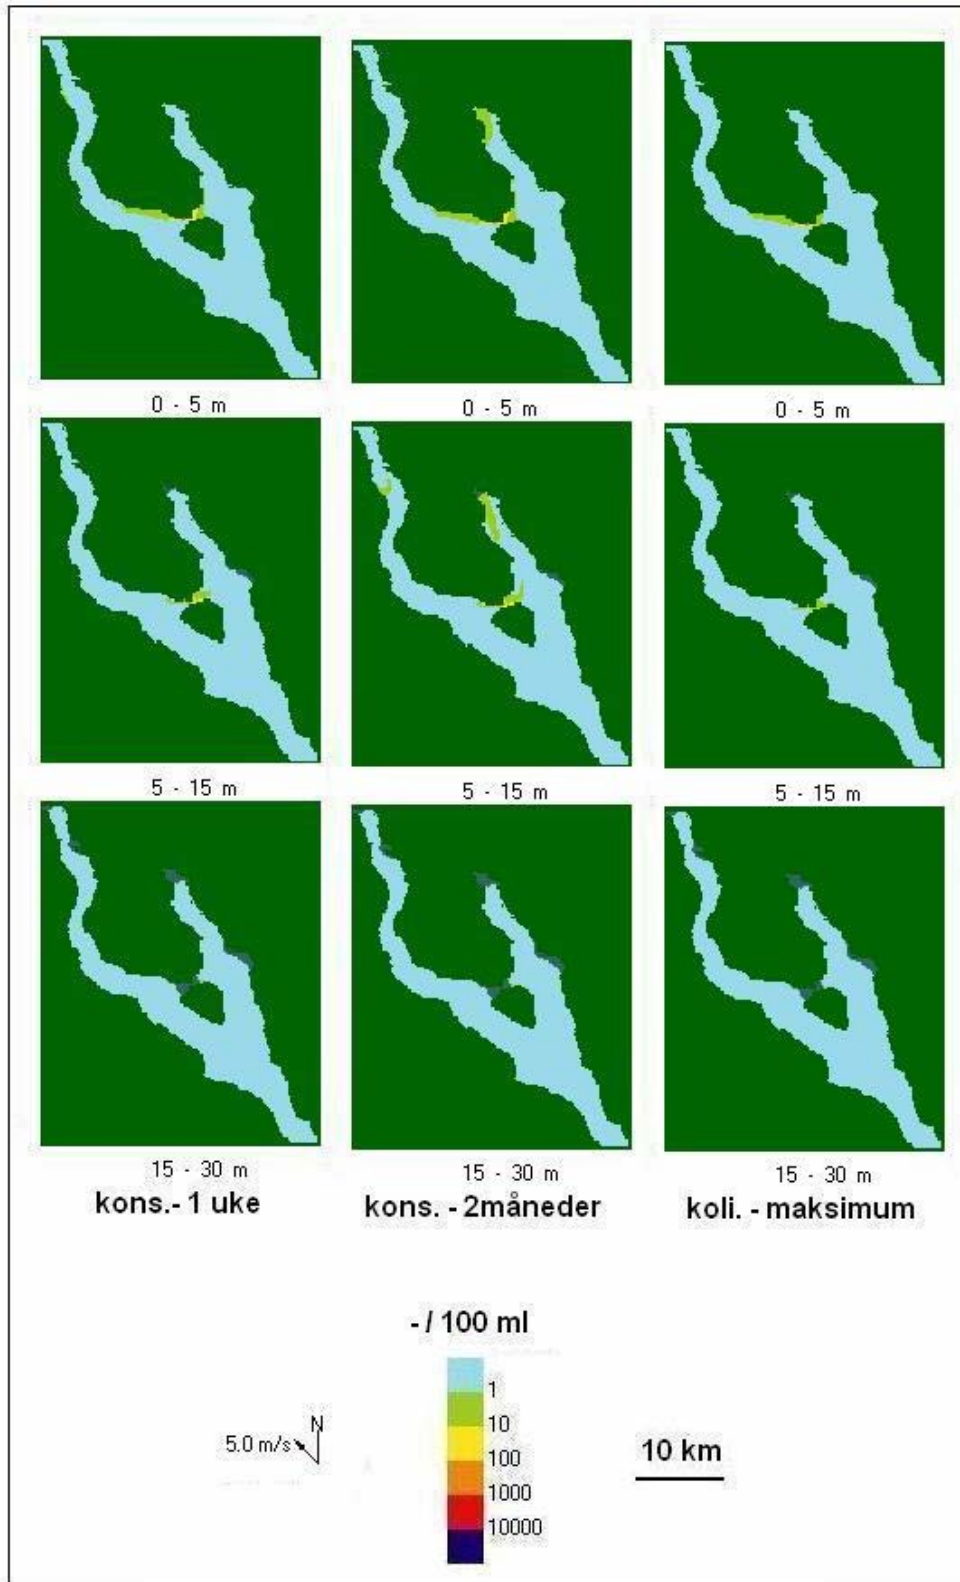 0 - 5 m
0 - 5 m
0 - 5 m
5 - 15 m
5 - 15 m
5 - 15 m
15 - 30 m
15 - 30 m
15 - 30 m
kons.- 1 uke
kons. - 2måneder
koli. - maksimum
- / 100 ml
1
10
100
1000
10000
N
5.0 m/s
10 km